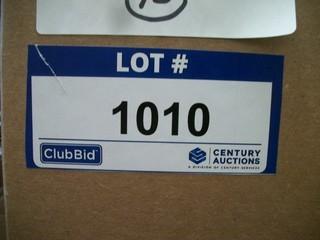 LOT #
1010
ClubBid
CENTURY
AUCTIONS
A DIVISION OF CENTURY SERVICES